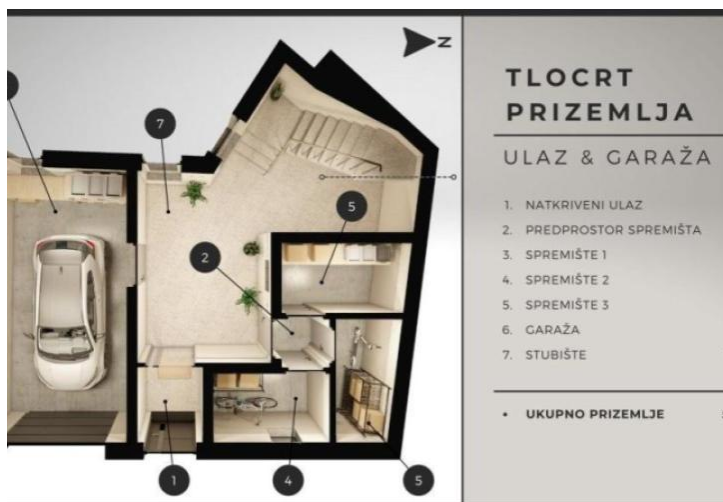 N
7
5
2
1
4
5
TLOCRT
PRIZEMLJA
ULAZ & GARAŽA
1. NATKRIVENI ULAZ
2. PREDPROSTOR SPREMIŠTA
3. SPREMIŠTE 1
4. SPREMIŠTE 2
5. SPREMIŠTE 3
6. GARAŽA
7. STUBIŠTE
• UKUPNO PRIZEMLJE